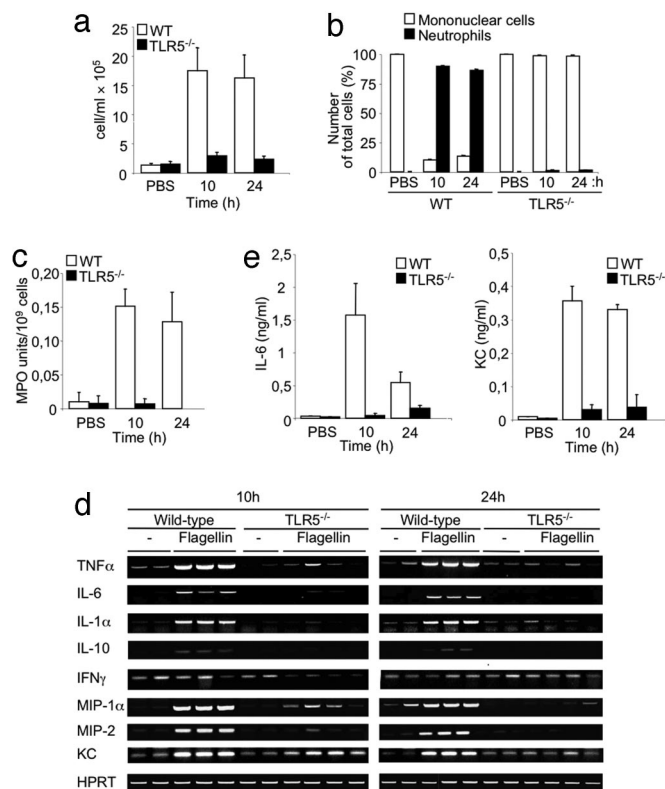 a
WT
TLR5-/-
cell/ml × 10⁵
20
15
10
5
0
PBS 10 24
Time (h)
b
Mononuclear cells
Neutrophils
Number
of total cells (%)
100
75
50
25
0
PBS 10 24 PBS 10 24 :h
WT TLR5-/-
c
WT
TLR5-/-
MPO units/10⁹ cells
0,20
0,15
0,10
0,05
0,00
PBS 10 24
Time (h)
e
WT
TLR5-/-
IL-6 (ng/ml)
2,5
2
1,5
1
0,5
0
PBS 10 24
Time (h)
WT
TLR5-/-
KC (ng/ml)
0,5
0,4
0,3
0,2
0,1
0
PBS 10 24
Time (h)
d
10h 24h
Wild-type TLR5-/- Wild-type TLR5-/-
- Flagellin - Flagellin - Flagellin - Flagellin
TNFα
IL-6
IL-1α
IL-10
IFNγ
MIP-1α
MIP-2
KC
HPRT